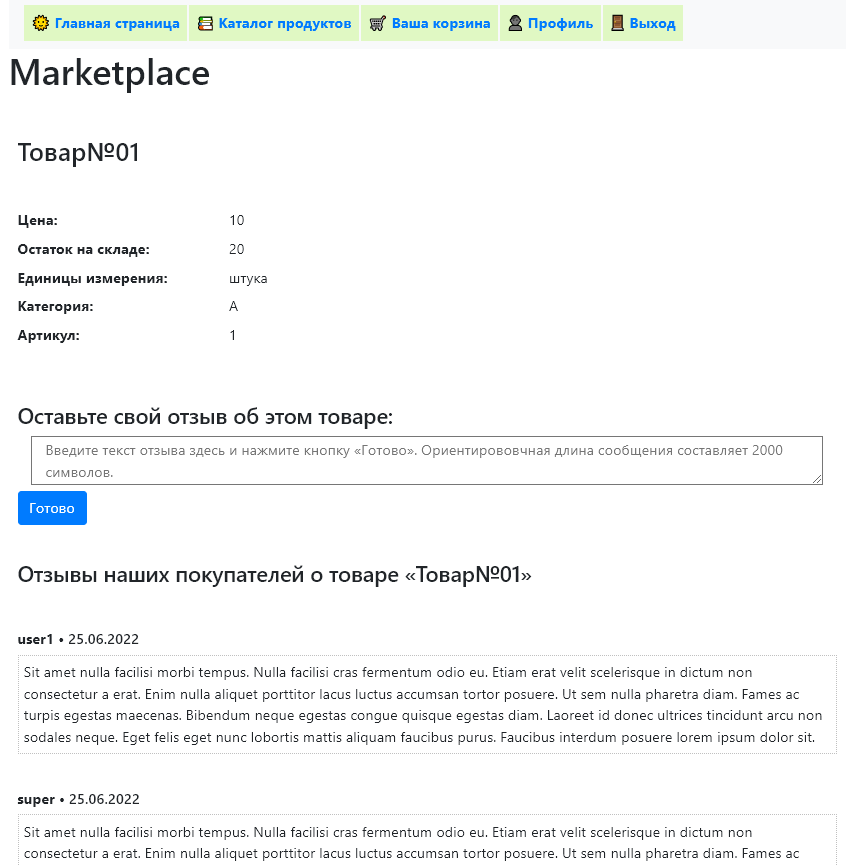 Главная страница Каталог продуктов Ваша корзина Профиль Выход
Marketplace
Товар№01
Цена: 10
Остаток на складе: 20
Единицы измерения: штука
Категория: A
Артикул: 1
Оставьте свой отзыв об этом товаре:
Введите текст отзыва здесь и нажмите кнопку «Готово». Ориентирововчная длина сообщения составляет 2000
символов.
Готово
Отзывы наших покупателей о товаре «Товар№01»
user1 • 25.06.2022
Sit amet nulla facilisi morbi tempus. Nulla facilisi cras fermentum odio eu. Etiam erat velit scelerisque in dictum non
consectetur a erat. Enim nulla aliquet porttitor lacus luctus accumsan tortor posuere. Ut sem nulla pharetra diam. Fames ac
turpis egestas maecenas. Bibendum neque egestas congue quisque egestas diam. Laoreet id donec ultrices tincidunt arcu non
sodales neque. Eget felis eget nunc lobortis mattis aliquam faucibus purus. Faucibus interdum posuere lorem ipsum dolor sit.
super • 25.06.2022
Sit amet nulla facilisi morbi tempus. Nulla facilisi cras fermentum odio eu. Etiam erat velit scelerisque in dictum non
consectetur a erat. Enim nulla aliquet porttitor lacus luctus accumsan tortor posuere. Ut sem nulla pharetra diam. Fames ac